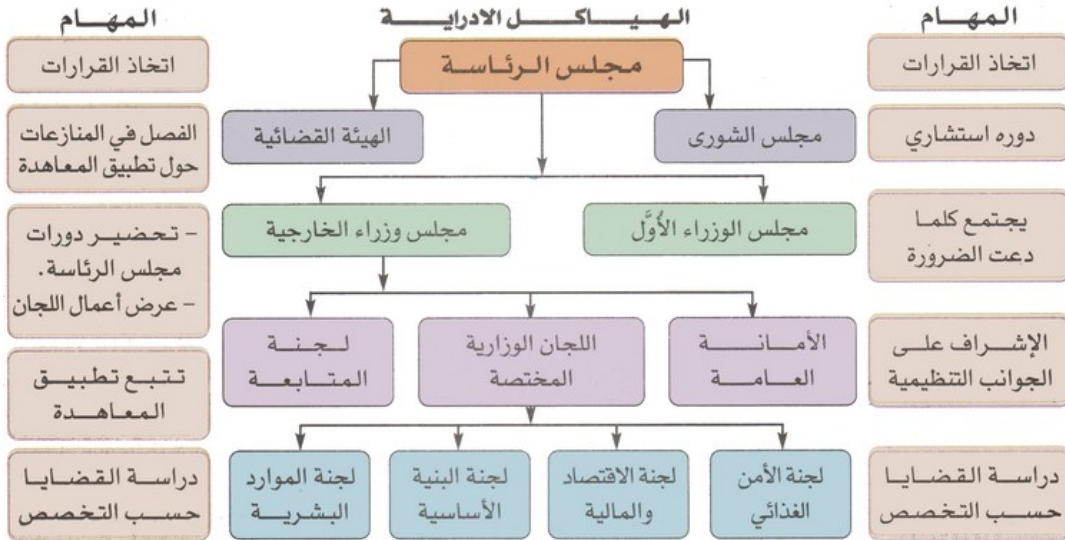 المهام
الهياكل الادراية
المهام
اتخاذ القرارات
مجلس الرئاسة
اتخاذ القرارات
دوره استشاري
مجلس الشورى
الهيئة القضائية
الفصل في المنازعات
حول تطبيق المعاهدة
يجتمع كلما
دعت الضرورة
مجلس الوزراء الأُوَّل
مجلس وزراء الخارجية
– تحضير دورات
مجلس الرئاسة.
– عرض أعمال اللجان
الإشراف على
الجوانب التنظيمية
الأمانة
العامة
اللجان الوزارية
المختصة
لجنة
المتابعة
تتبع تطبيق
المعاهدة
دراسة القضايا
حسب التخصص
لجنة الأمن
الغذائي
لجنة الاقتصاد
والمالية
لجنة البنية
الأساسية
لجنة الموارد
البشرية
دراسة القضايا
حسب التخصص